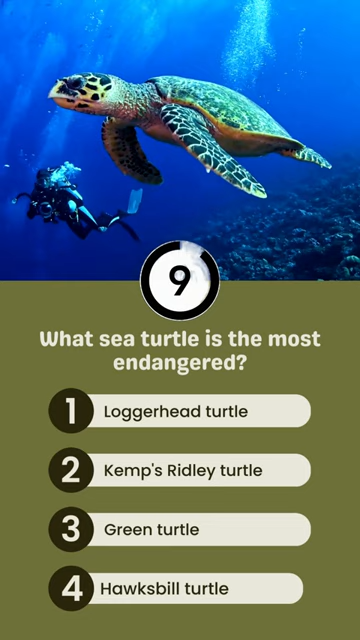 9
What sea turtle is the most
endangered?
1 Loggerhead turtle
2 Kemp's Ridley turtle
3 Green turtle
4 Hawksbill turtle